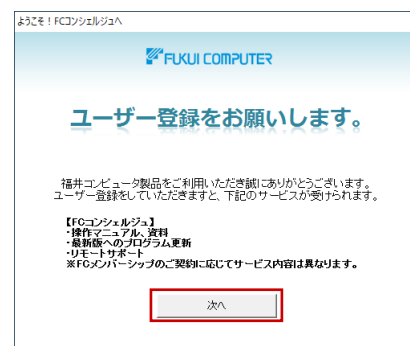 ようこそ！FCコンシェルジュへ
FUKUI COMPUTER
ユーザー登録をお願いします。
福井コンピュータ製品をご利用いただき誠にありがとうございます。
ユーザー登録をしていただきますと、下記のサービスが受けられます。
【FCコンシェルジュ】
・操作マニュアル、資料
・最新版へのプログラム更新
・リモートサポート
※FCメンバーシップのご契約に応じてサービス内容は異なります。
次へ